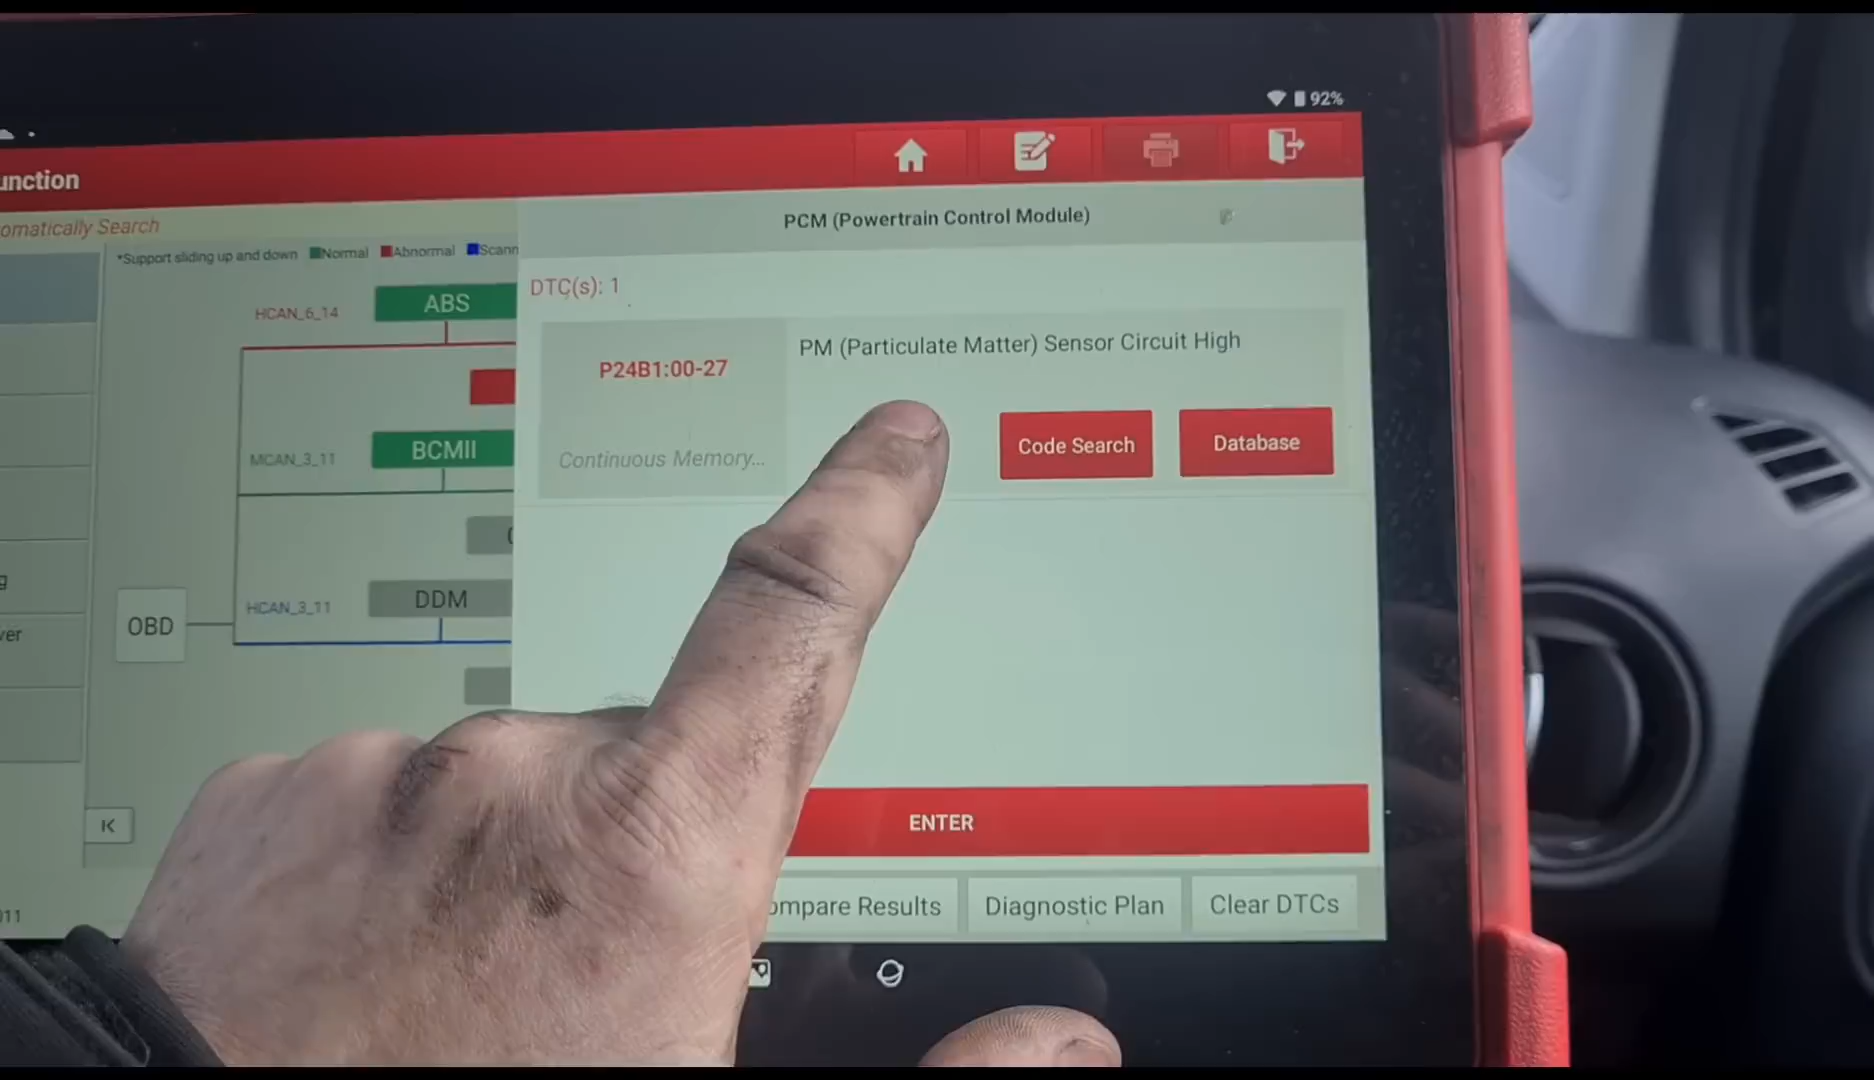 92%
unction
omatically Search
*Support sliding up and down Normal Abnormal Scann
PCM (Powertrain Control Module)
DTC(s): 1
HCAN_6_14
ABS
P24B1:00-27
PM (Particulate Matter) Sensor Circuit High
Continuous Memory...
Code Search
Database
MCAN_3_11
BCMII
HCAN_3_11
DDM
OBD
g
ver
K
ENTER
011
ompare Results
Diagnostic Plan
Clear DTCs